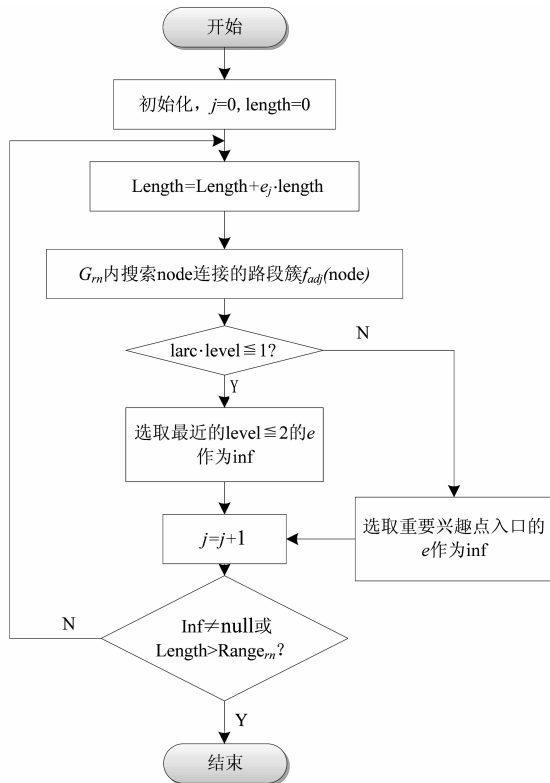 开始
初始化，j=0, length=0
Length=Length+ej·length
Grn内搜索node连接的路段簇fadj(node)
larc·level≦1?
N
Y
选取最近的level≦2的e
作为inf
选取重要兴趣点入口的
e作为inf
j=j+1
N
Inf≠null或
Length>Rangern?
Y
结束